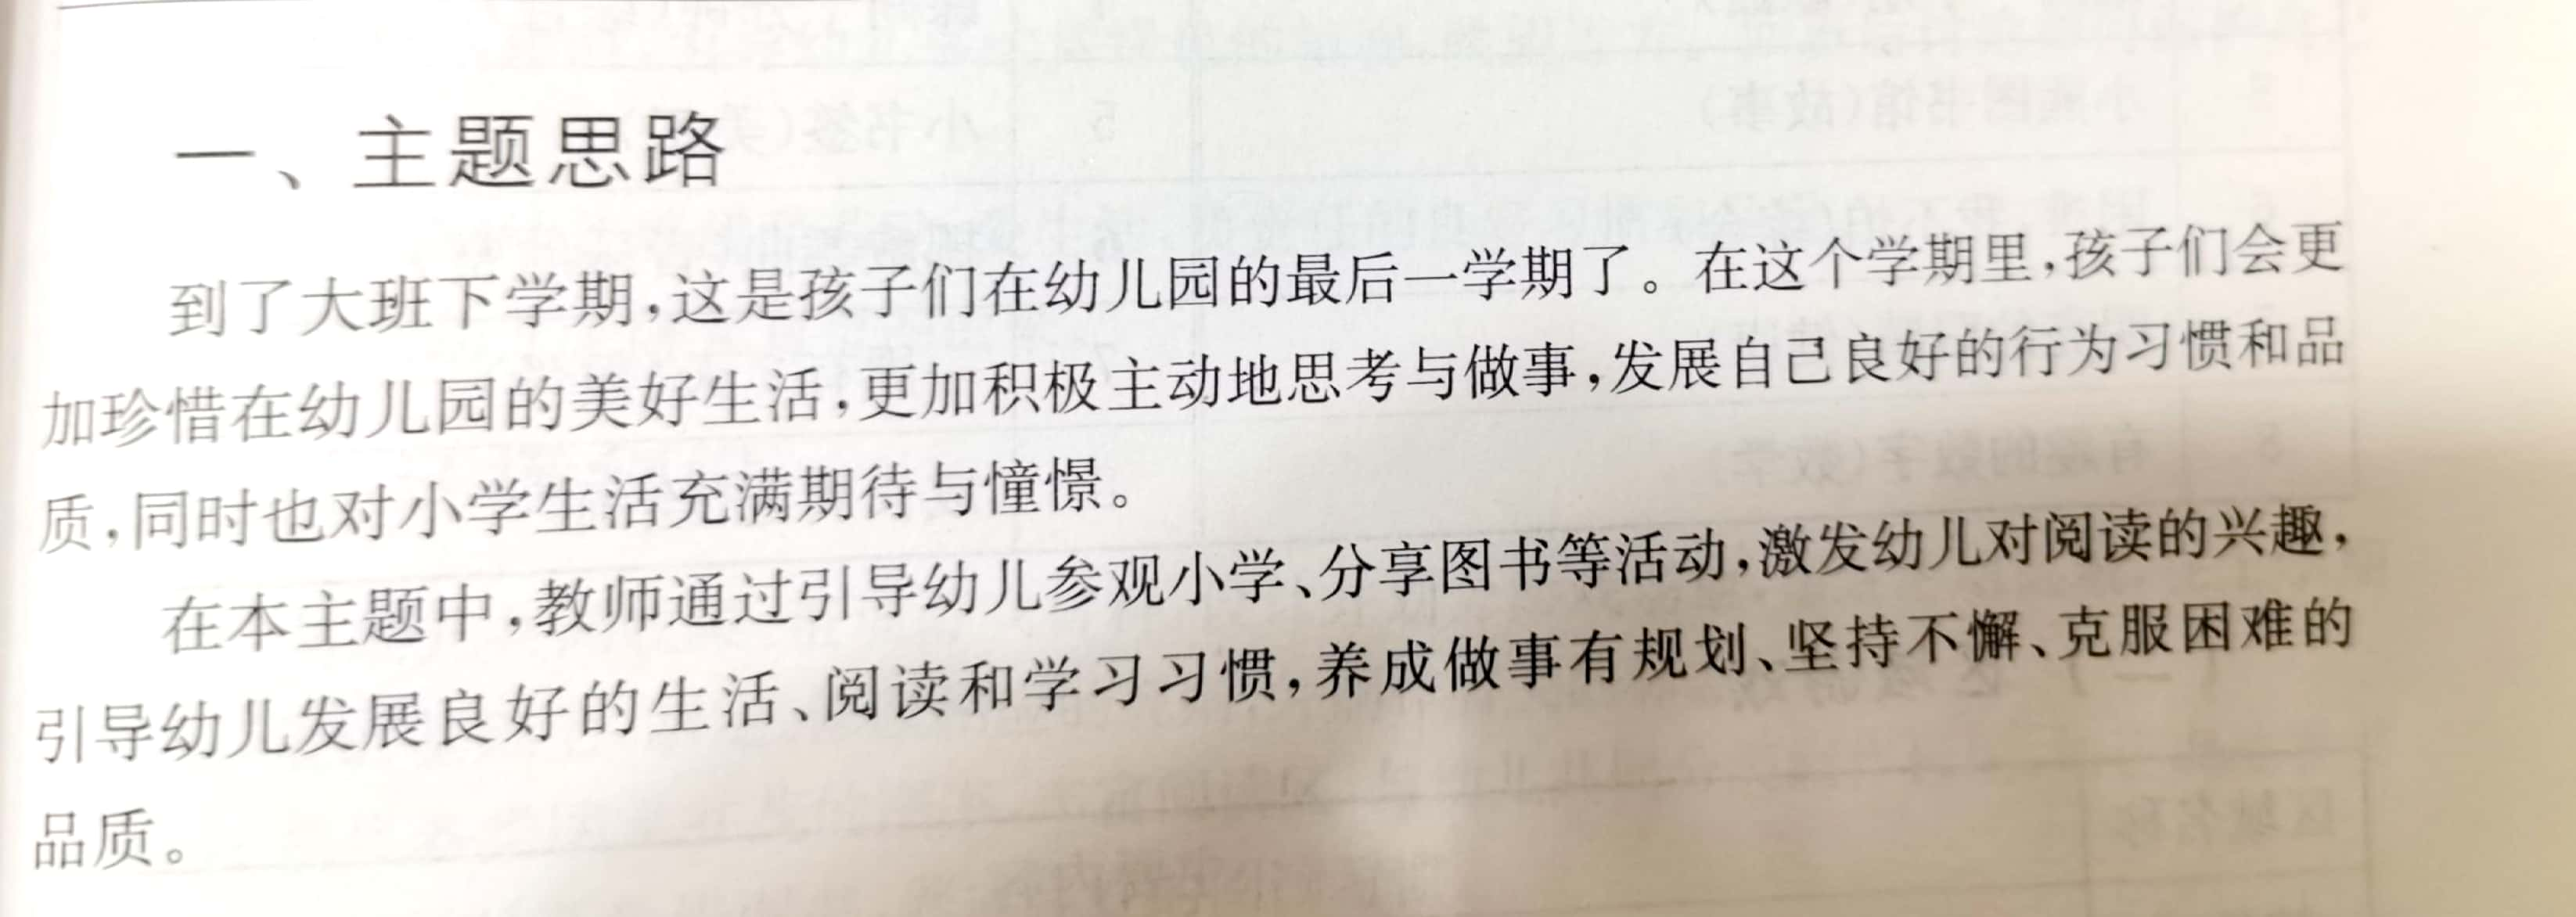 一、主题思路
到了大班下学期，这是孩子们在幼儿园的最后一学期了。在这个学期里，孩子们会更
加珍惜在幼儿园的美好生活，更加积极主动地思考与做事，发展自己良好的行为习惯和品
质，同时也对小学生活充满期待与憧憬。
在本主题中，教师通过引导幼儿参观小学、分享图书等活动，激发幼儿对阅读的兴趣，
引导幼儿发展良好的生活、阅读和学习习惯，养成做事有规划、坚持不懈、克服困难的
品质。